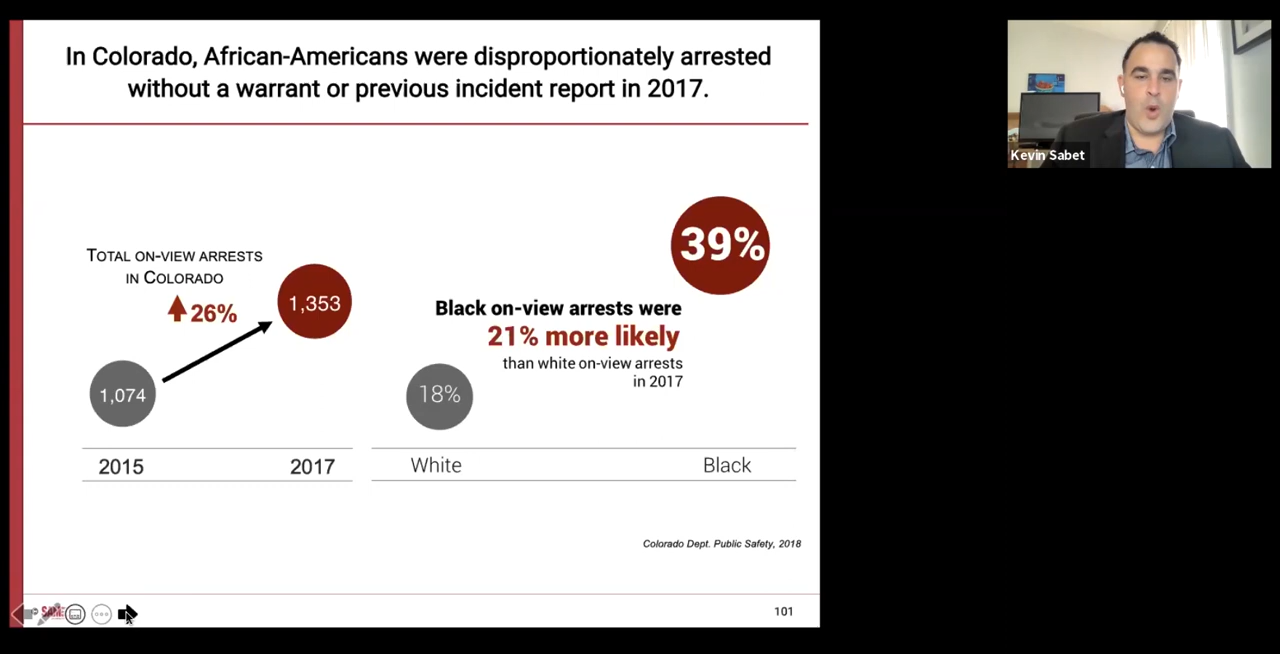 In Colorado, African-Americans were disproportionately arrested
without a warrant or previous incident report in 2017.
TOTAL ON-VIEW ARRESTS
IN COLORADO
26%
1,353
1,074
2015
2017
39%
Black on-view arrests were
21% more likely
than white on-view arrests
in 2017
18%
White
Black
Colorado Dept. Public Safety, 2018
101
Kevin Sabet